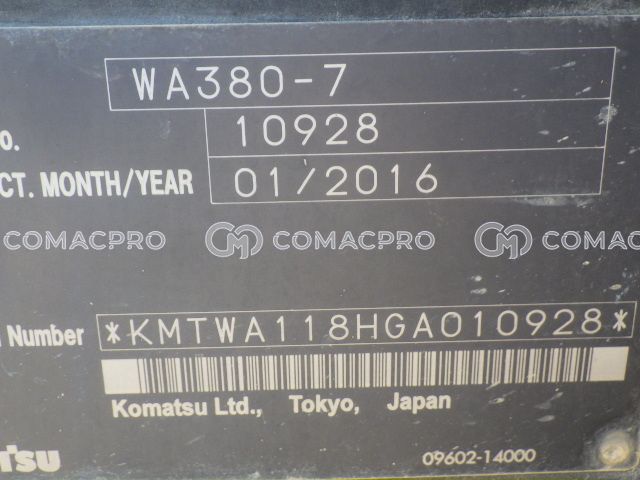 WA380-7
o. 10928
CT. MONTH/YEAR 01/2016
COMACPRO COMACPRO COMACPRO
Number *KMTWA118HGA010928*
Komatsu Ltd., Tokyo, Japan
TSU 09602-14000